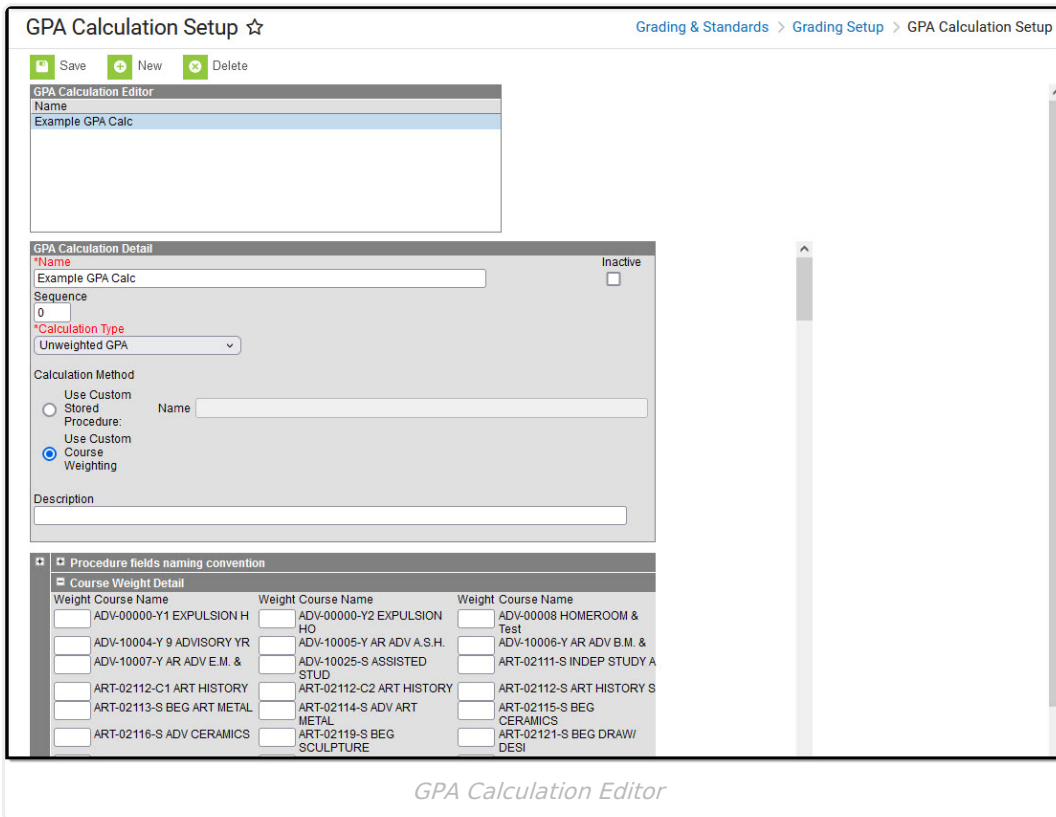 GPA Calculation Setup
Grading & Standards > Grading Setup > GPA Calculation Setup
Save New Delete
GPA Calculation Editor
Name
Example GPA Calc
GPA Calculation Detail
*Name Inactive
Example GPA Calc
Sequence
0
*Calculation Type
Unweighted GPA
Calculation Method
Use Custom
Stored Name
Procedure:
Use Custom
Course
Weighting
Description
Procedure fields naming convention
Course Weight Detail
Weight Course Name Weight Course Name Weight Course Name
ADV-00000-Y1 EXPULSION H ADV-00000-Y2 EXPULSION ADV-00008 HOMEROOM &
HO Test
ADV-10004-Y 9 ADVISORY YR ADV-10005-Y AR ADV A.S.H. ADV-10006-Y AR ADV B.M. &
ADV-10007-Y AR ADV E.M. & ADV-10025-S ASSISTED ART-02111-S INDEP STUDY A
STUD
ART-02112-C1 ART HISTORY ART-02112-C2 ART HISTORY ART-02112-S ART HISTORY S
ART-02113-S BEG ART METAL ART-02114-S ADV ART ART-02115-S BEG
METAL CERAMICS
ART-02116-S ADV CERAMICS ART-02119-S BEG ART-02121-S BEG DRAW/
SCULPTURE DESI
GPA Calculation Editor